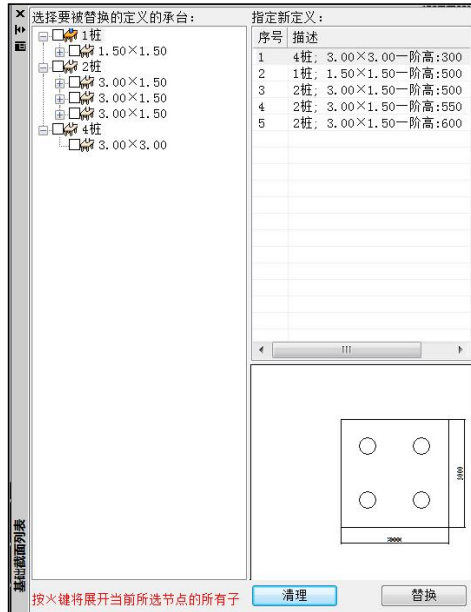 选择要被替换的定义的承台:
1桩
1.50×1.50
2桩
3.00×1.50
3.00×1.50
3.00×1.50
4桩
3.00×3.00
按*键将展开当前所选节点的所有子
指定新定义:
序号 描述
1 4桩; 3.00×3.00一阶高:300
2 1桩; 1.50×1.50一阶高:500
3 2桩; 3.00×1.50一阶高:500
4 2桩; 3.00×1.50一阶高:550
5 2桩; 3.00×1.50一阶高:600
清理 替换
基础截面列表